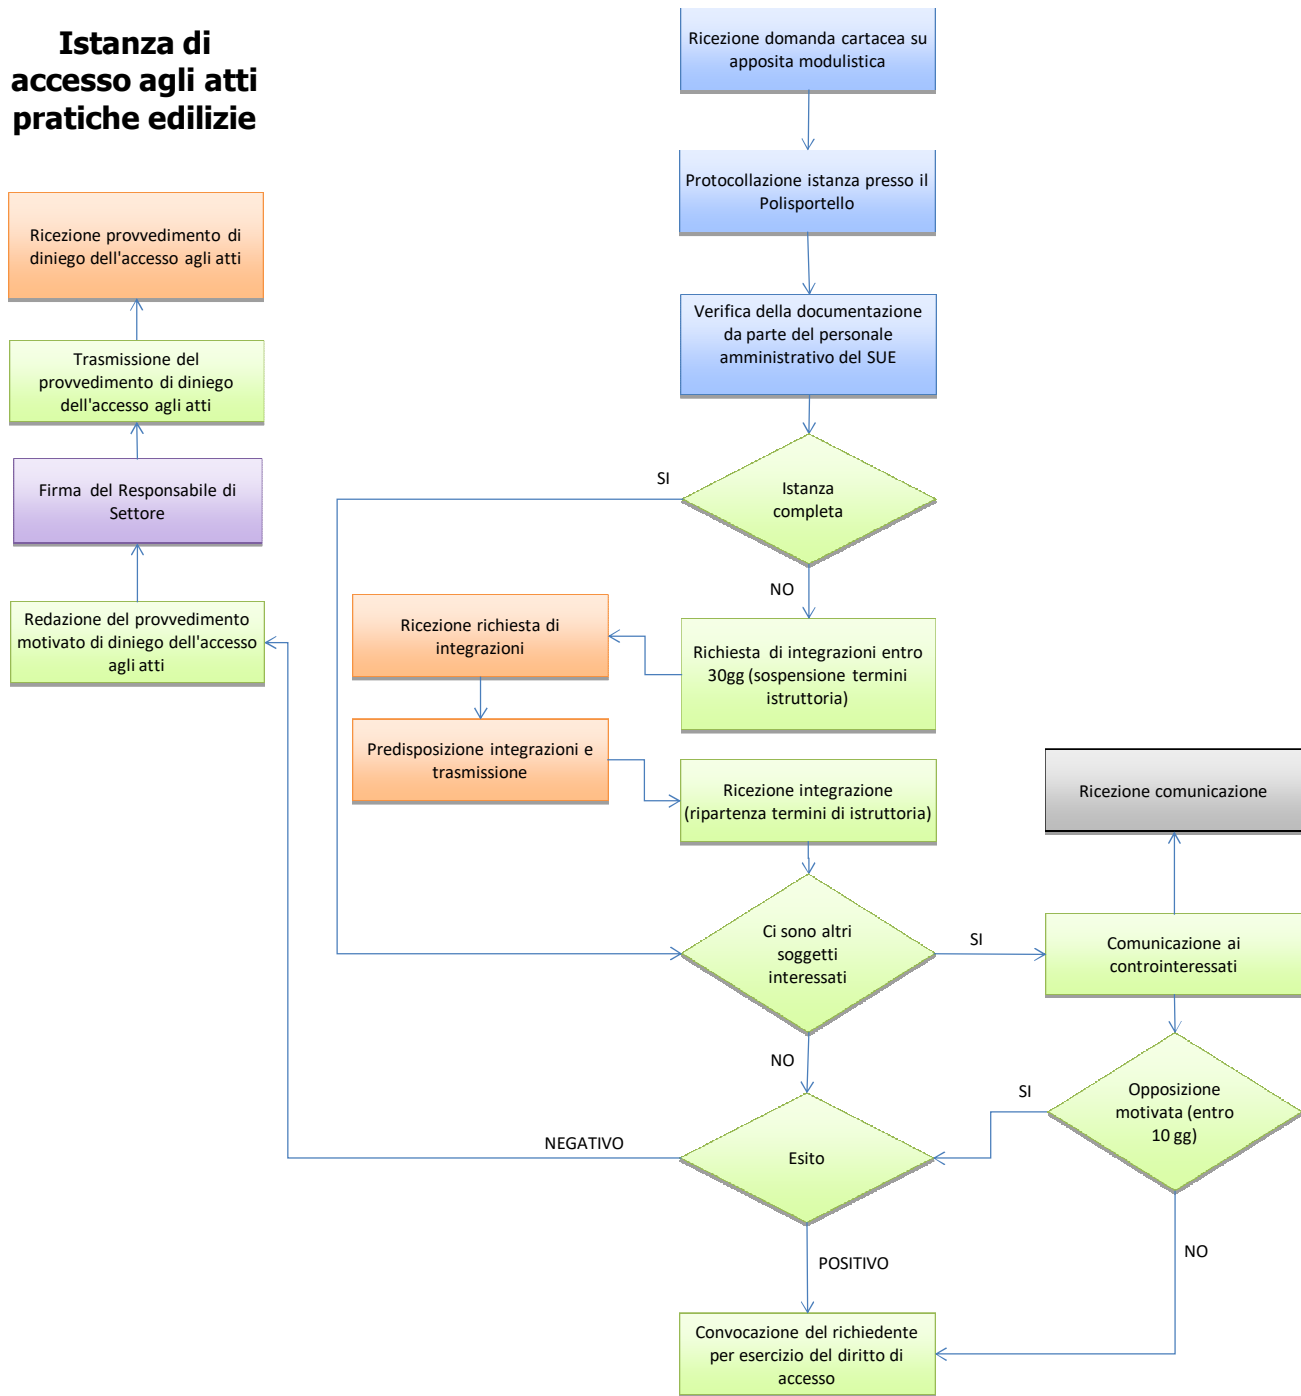 Istanza di
accesso agli atti
pratiche edilizie
Ricezione domanda cartacea su
apposita modulistica
Protocollazione istanza presso il
Polisportello
Verifica della documentazione
da parte del personale
amministrativo del SUE
Istanza
completa
SI
NO
Richiesta di integrazioni entro
30gg (sospensione termini
istruttoria)
Ricezione richiesta di
integrazioni
Predisposizione integrazioni e
trasmissione
Ricezione integrazione
(ripartenza termini di istruttoria)
Ci sono altri
soggetti
interessati
SI
NO
Comunicazione ai
controinteressati
Ricezione comunicazione
Opposizione
motivata (entro
10 gg)
SI
NO
Esito
NEGATIVO
POSITIVO
Convocazione del richiedente
per esercizio del diritto di
accesso
Redazione del provvedimento
motivato di diniego dell'accesso
agli atti
Firma del Responsabile di
Settore
Trasmissione del
provvedimento di diniego
dell'accesso agli atti
Ricezione provvedimento di
diniego dell'accesso agli atti